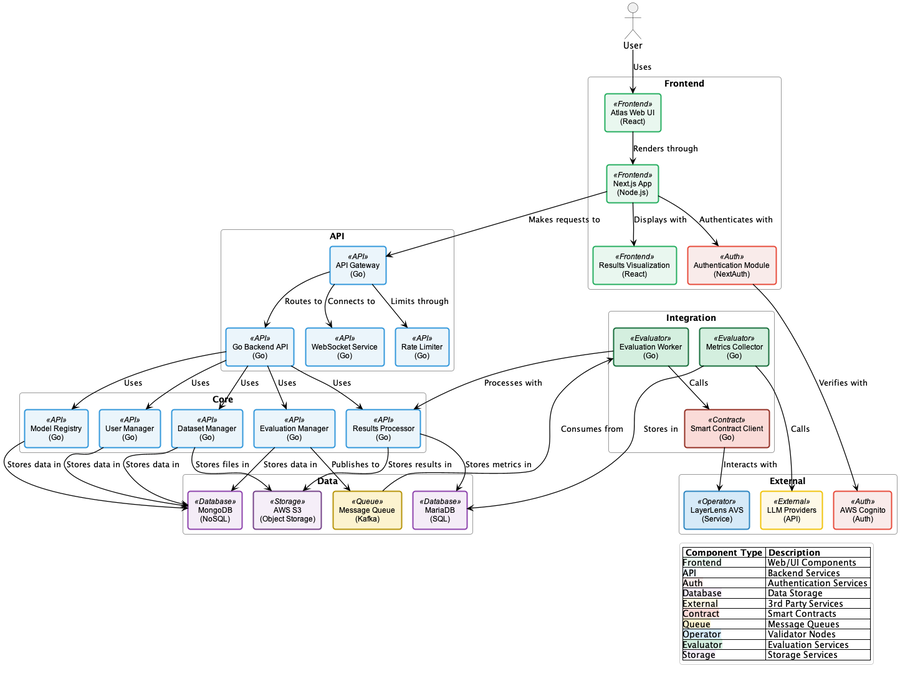 User
Uses
Frontend
«Frontend»
Atlas Web UI
(React)
Renders through
«Frontend»
Next.js App
(Node.js)
Makes requests to
Displays with
Authenticates with
«Frontend»
Results Visualization
(React)
«Auth»
Authentication Module
(NextAuth)
API
«API»
API Gateway
(Go)
Routes to
Connects to
Limits through
«API»
Go Backend API
(Go)
«API»
WebSocket Service
(Go)
«API»
Rate Limiter
(Go)
Integration
«Evaluator»
Evaluation Worker
(Go)
«Evaluator»
Metrics Collector
(Go)
Uses
Uses
Uses
Uses
Uses
Processes with
Calls
Verifies with
Core
«API»
Model Registry
(Go)
«API»
User Manager
(Go)
«API»
Dataset Manager
(Go)
«API»
Evaluation Manager
(Go)
«API»
Results Processor
(Go)
Consumes from
Stores in
«Contract»
Smart Contract Client
(Go)
Calls
Stores data in
Stores data in
Stores data in
Stores files in
Stores data in
Publishes to
Stores results in
Stores metrics in
Interacts with
Data
«Database»
MongoDB
(NoSQL)
«Storage»
AWS S3
(Object Storage)
«Queue»
Message Queue
(Kafka)
«Database»
MariaDB
(SQL)
External
«Operator»
LayerLens AVS
(Service)
«External»
LLM Providers
(API)
«Auth»
AWS Cognito
(Auth)
Component Type Description
Frontend Web/UI Components
API Backend Services
Auth Authentication Services
Database Data Storage
External 3rd Party Services
Contract Smart Contracts
Queue Message Queues
Operator Validator Nodes
Evaluator Evaluation Services
Storage Storage Services